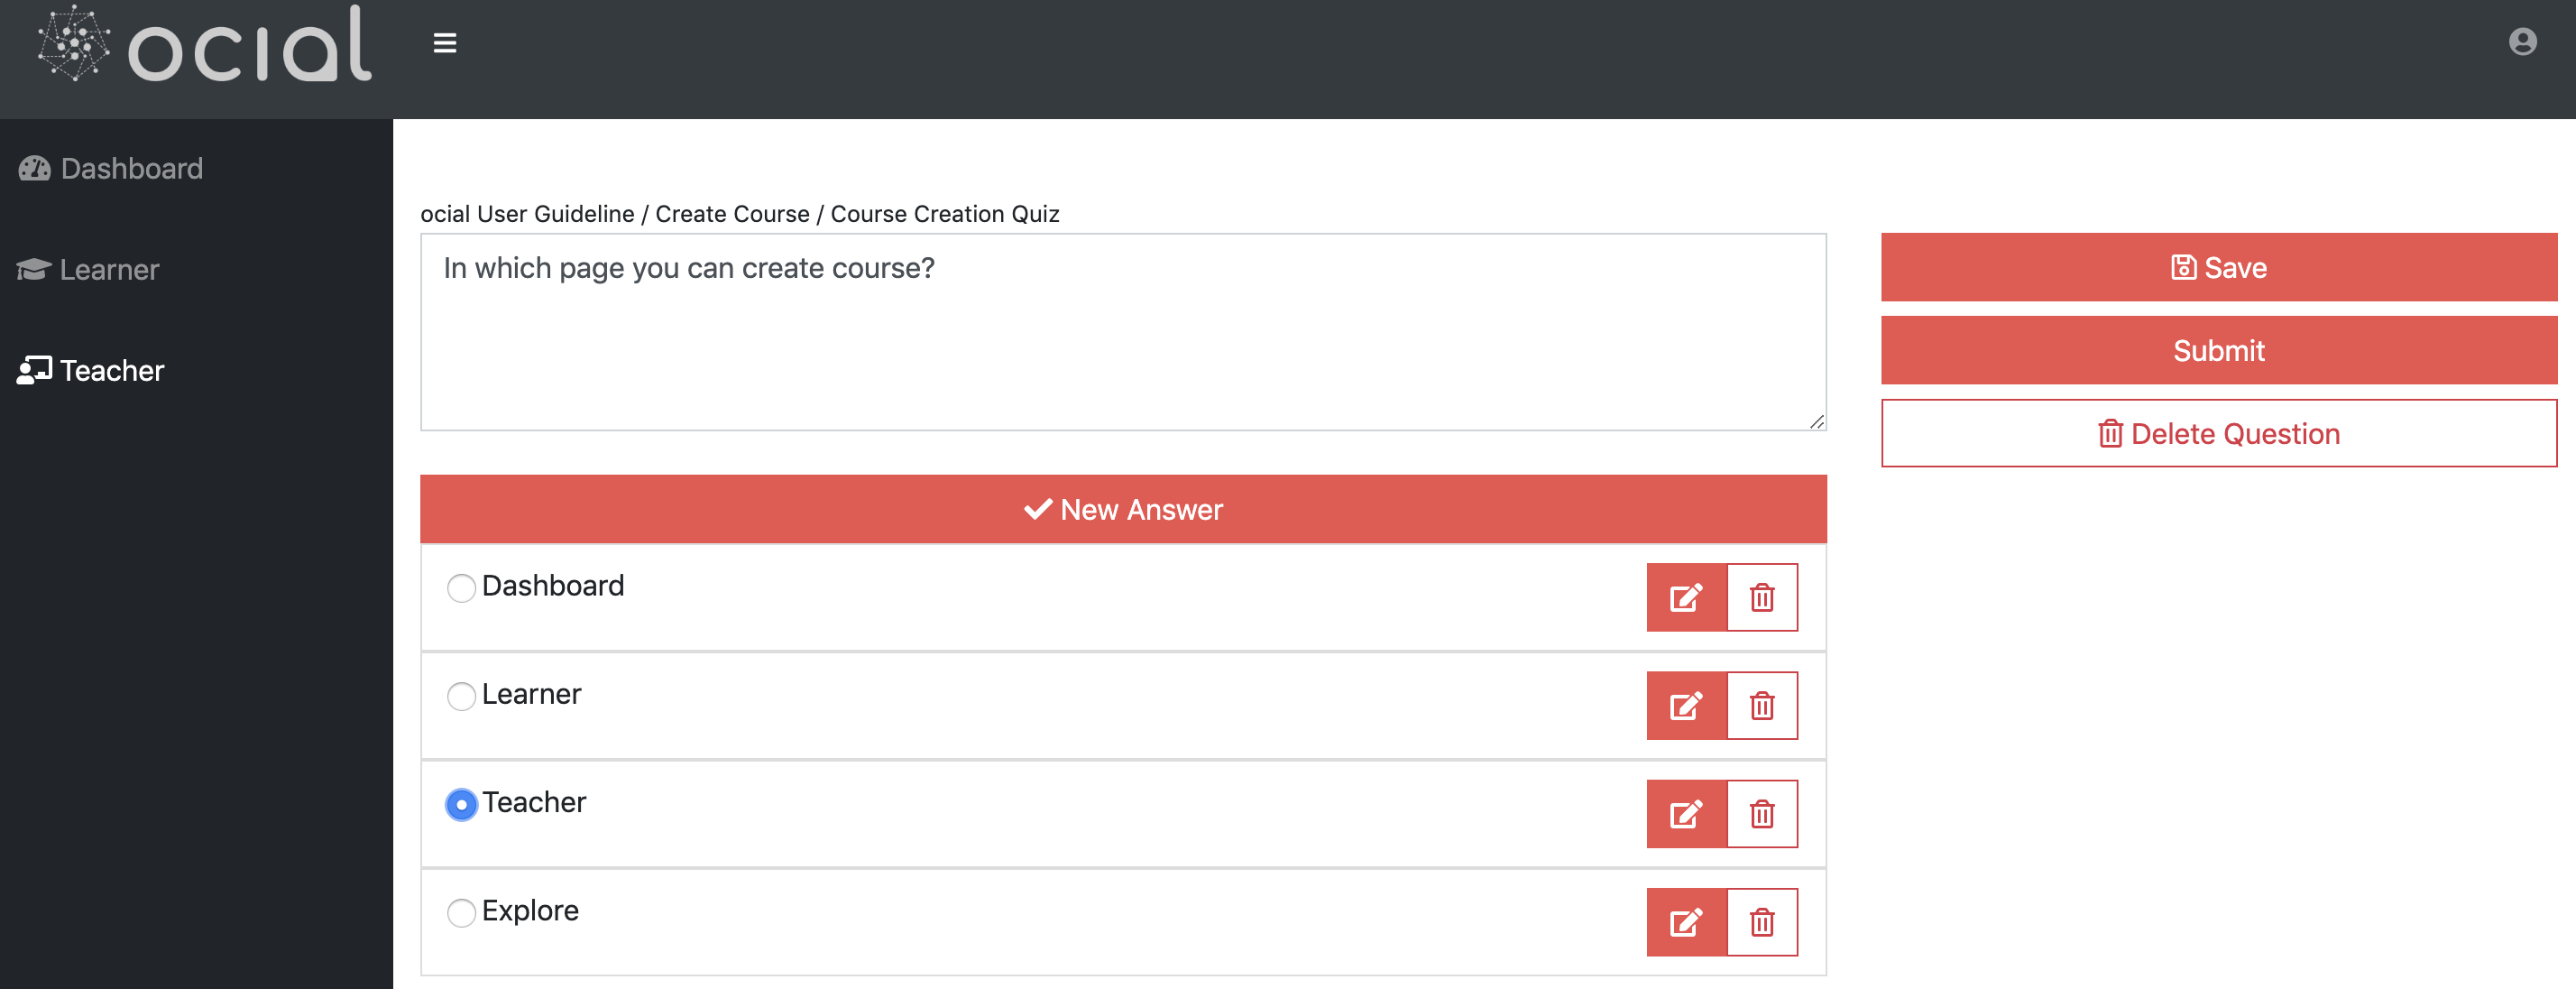 ocial
Dashboard
Learner
Teacher
ocial User Guideline / Create Course / Course Creation Quiz
In which page you can create course?
Save
Submit
Delete Question
New Answer
Dashboard
Learner
Teacher
Explore